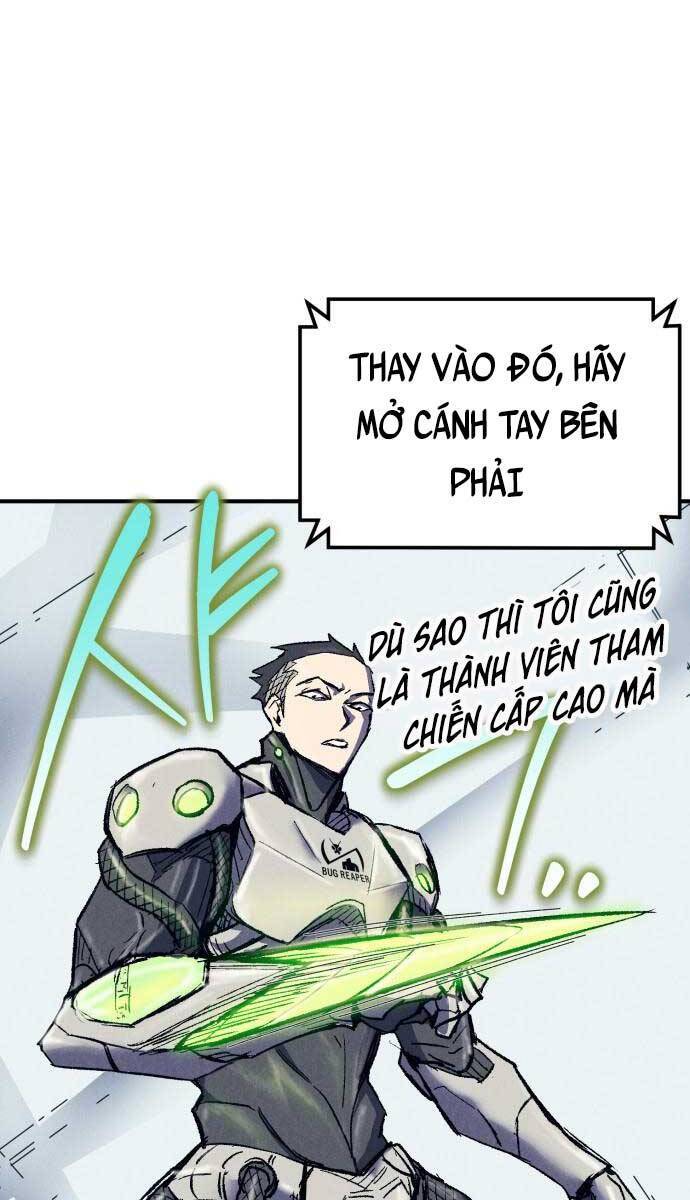 THAY VÀO ĐÓ, HÃY
MỞ CÁNH TAY BÊN
PHẢI
DÙ SAO THÌ TÔI CŨNG
LÀ THÀNH VIÊN THAM
CHIẾN CẤP CAO MÀ
BUG REAPER